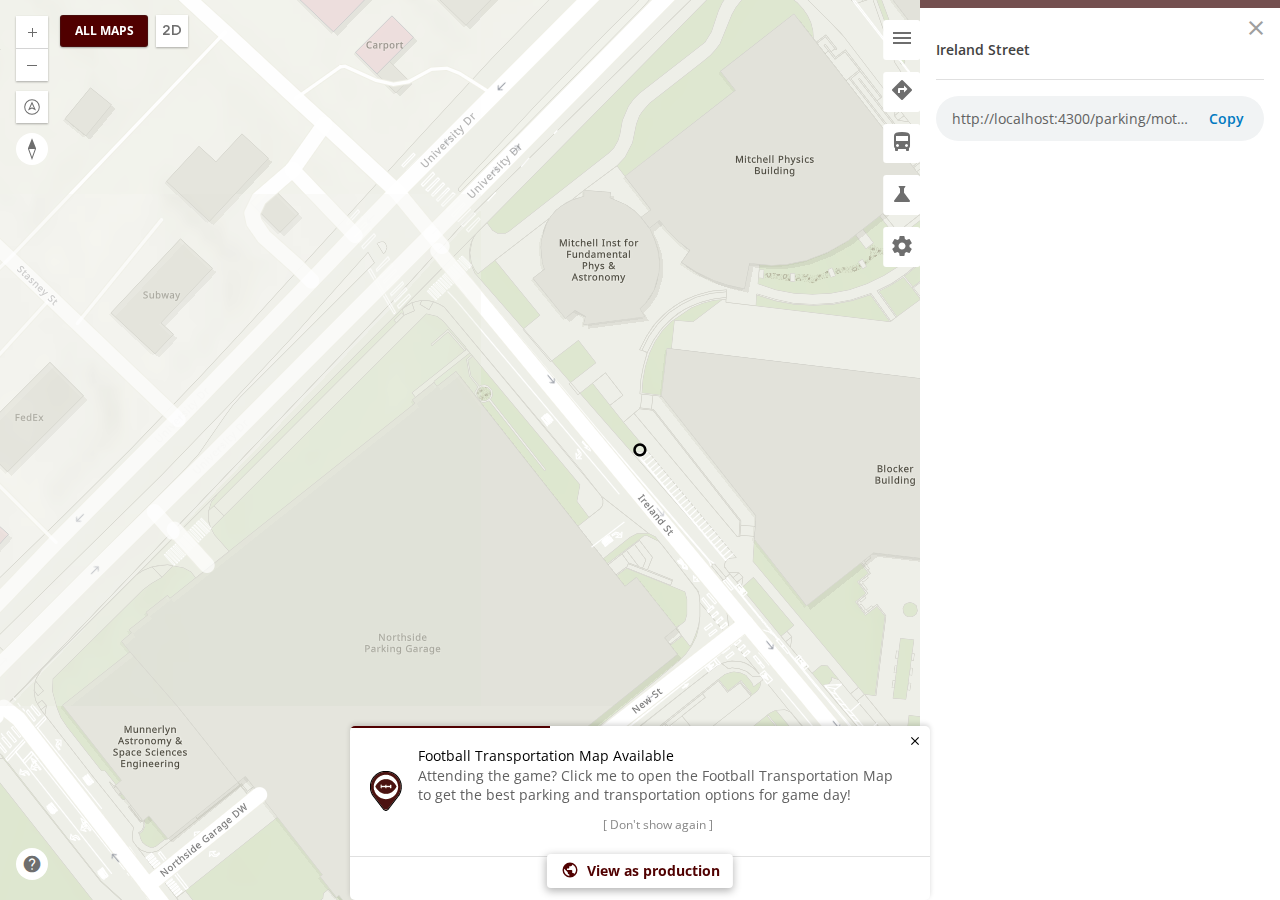 ALL MAPS
2D
Carport
University Dr
University Dr
Mitchell Physics
Building
Mitchell Inst for
Fundamental
Phys &
Astronomy
Stasney St
Subway
FedEx
Blocker
Building
Ireland St
Northside
Parking Garage
New St
Munnerlyn
Astronomy &
Space Sciences
Engineering
Northside Garage DW
Ireland Street
http://localhost:4300/parking/mot...
Copy
Football Transportation Map Available
Attending the game? Click me to open the Football Transportation Map
to get the best parking and transportation options for game day!
[ Don't show again ]
View as production